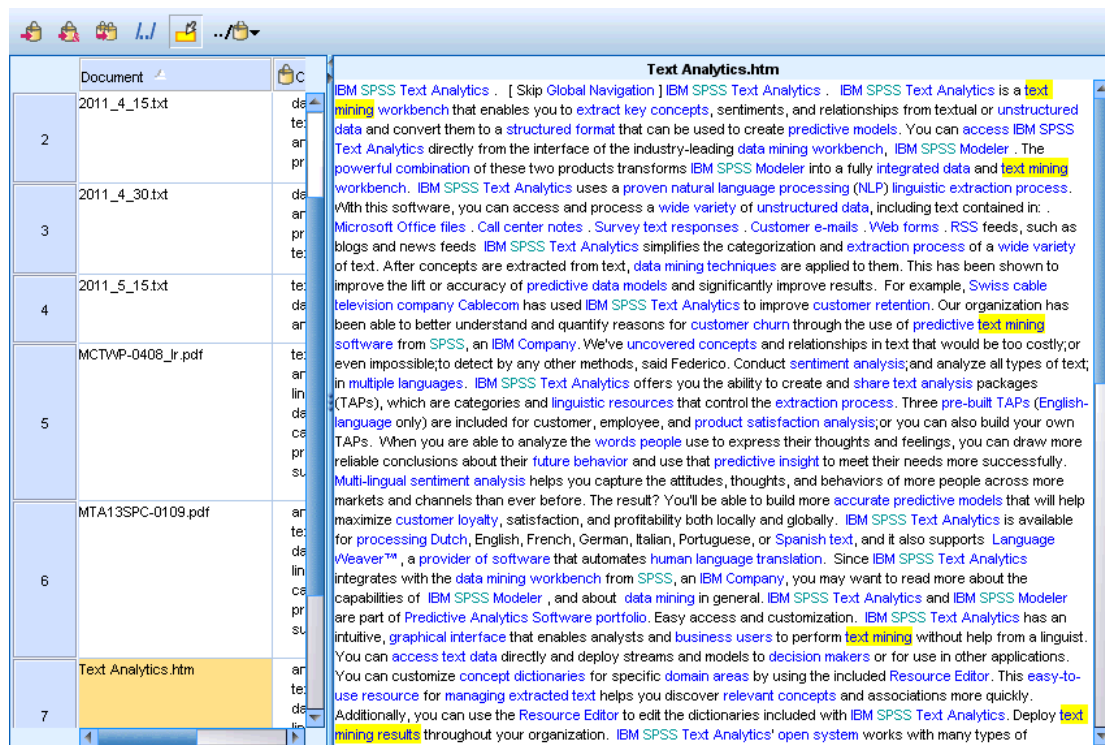 /../
../
Document
C
Text Analytics.htm
2
2011_4_15.txt
da
te:
ar
pr
3
2011_4_30.txt
da
ar
pr
te:
4
2011_5_15.txt
te:
da
ar
5
MCTWP-0408_lr.pdf
te:
ar
lin
da
ca
pr
su
6
MTA13SPC-0109.pdf
ar
te:
da
lin
ca
pr
su
7
Text Analytics.htm
ar
te:
da
lin
IBM SPSS Text Analytics . [ Skip Global Navigation ] IBM SPSS Text Analytics . IBM SPSS Text Analytics is a text
mining workbench that enables you to extract key concepts, sentiments, and relationships from textual or unstructured
data and convert them to a structured format that can be used to create predictive models. You can access IBM SPSS
Text Analytics directly from the interface of the industry-leading data mining workbench, IBM SPSS Modeler . The
powerful combination of these two products transforms IBM SPSS Modeler into a fully integrated data and text mining
workbench. IBM SPSS Text Analytics uses a proven natural language processing (NLP) linguistic extraction process.
With this software, you can access and process a wide variety of unstructured data, including text contained in: .
Microsoft Office files . Call center notes . Survey text responses . Customer e-mails . Web forms . RSS feeds, such as
blogs and news feeds IBM SPSS Text Analytics simplifies the categorization and extraction process of a wide variety
of text. After concepts are extracted from text, data mining techniques are applied to them. This has been shown to
improve the lift or accuracy of predictive data models and significantly improve results. For example, Swiss cable
television company Cablecom has used IBM SPSS Text Analytics to improve customer retention. Our organization has
been able to better understand and quantify reasons for customer churn through the use of predictive text mining
software from SPSS, an IBM Company. We've uncovered concepts and relationships in text that would be too costly;or
even impossible;to detect by any other methods, said Federico. Conduct sentiment analysis;and analyze all types of text;
in multiple languages. IBM SPSS Text Analytics offers you the ability to create and share text analysis packages
(TAPs), which are categories and linguistic resources that control the extraction process. Three pre-built TAPs (English-
language only) are included for customer, employee, and product satisfaction analysis;or you can also build your own
TAPs. When you are able to analyze the words people use to express their thoughts and feelings, you can draw more
reliable conclusions about their future behavior and use that predictive insight to meet their needs more successfully.
Multi-lingual sentiment analysis helps you capture the attitudes, thoughts, and behaviors of more people across more
markets and channels than ever before. The result? You'll be able to build more accurate predictive models that will help
maximize customer loyalty, satisfaction, and profitability both locally and globally. IBM SPSS Text Analytics is available
for processing Dutch, English, French, German, Italian, Portuguese, or Spanish text, and it also supports Language
Weaver™ , a provider of software that automates human language translation. Since IBM SPSS Text Analytics
integrates with the data mining workbench from SPSS, an IBM Company, you may want to read more about the
capabilities of IBM SPSS Modeler , and about data mining in general. IBM SPSS Text Analytics and IBM SPSS Modeler
are part of Predictive Analytics Software portfolio. Easy access and customization. IBM SPSS Text Analytics has an
intuitive, graphical interface that enables analysts and business users to perform text mining without help from a linguist.
You can access text data directly and deploy streams and models to decision makers or for use in other applications.
You can customize concept dictionaries for specific domain areas by using the included Resource Editor. This easy-to-
use resource for managing extracted text helps you discover relevant concepts and associations more quickly.
Additionally, you can use the Resource Editor to edit the dictionaries included with IBM SPSS Text Analytics. Deploy text
mining results throughout your organization. IBM SPSS Text Analytics' open system works with many types of